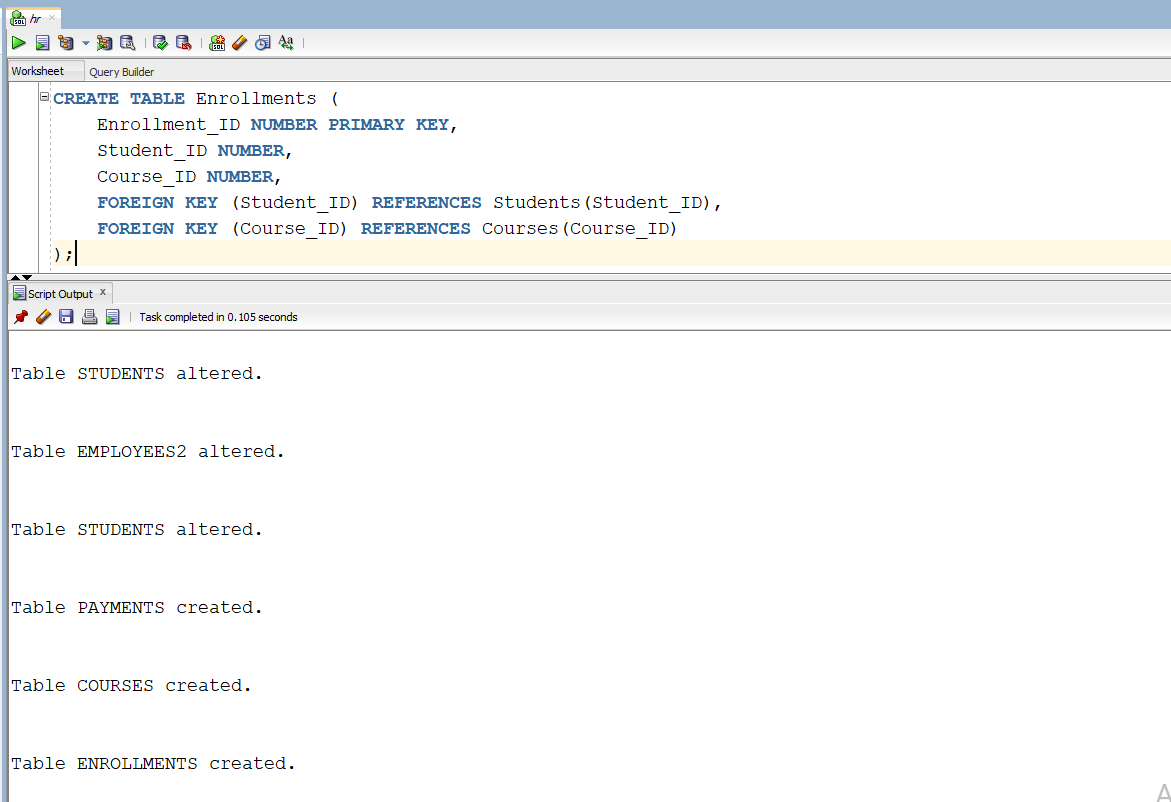 hr
Worksheet
Query Builder
CREATE TABLE Enrollments (
    Enrollment_ID NUMBER PRIMARY KEY,
    Student_ID NUMBER,
    Course_ID NUMBER,
    FOREIGN KEY (Student_ID) REFERENCES Students(Student_ID),
    FOREIGN KEY (Course_ID) REFERENCES Courses(Course_ID)
);
Script Output
Task completed in 0.105 seconds
Table STUDENTS altered.
Table EMPLOYEES2 altered.
Table STUDENTS altered.
Table PAYMENTS created.
Table COURSES created.
Table ENROLLMENTS created.